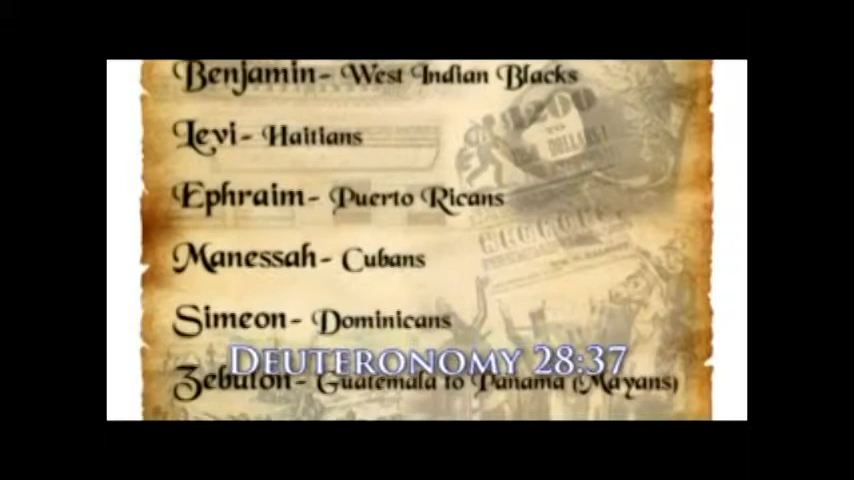 Benjamin- West Indian Blacks
Levi- Haitians
Ephraim- Puerto Ricans
Manessah- Cubans
Simeon- Dominicans
DEUTERONOMY 28:37
Zebulon- Guatemala to Panama (Mayans)